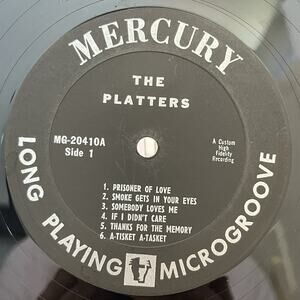 MERCURY
THE
PLATTERS
MG-20410A
Side 1
A Custom
High
Fidelity
Recording
1. PRISONER OF LOVE
2. SMOKE GETS IN YOUR EYES
3. SOMEBODY LOVES ME
4. IF I DIDN'T CARE
5. THANKS FOR THE MEMORY
6. A-TISKET A-TASKET
LONG PLAYING MICROGROOVE